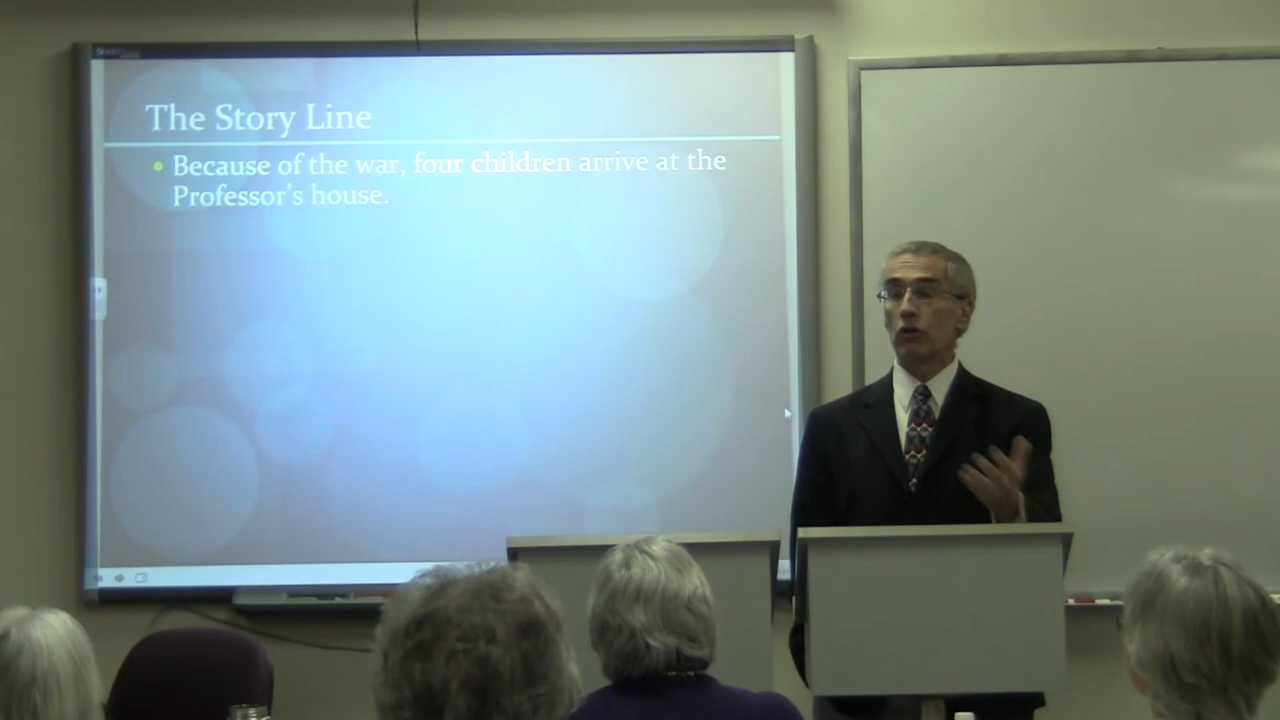 The Story Line
• Because of the war, four children arrive at the
Professor's house.